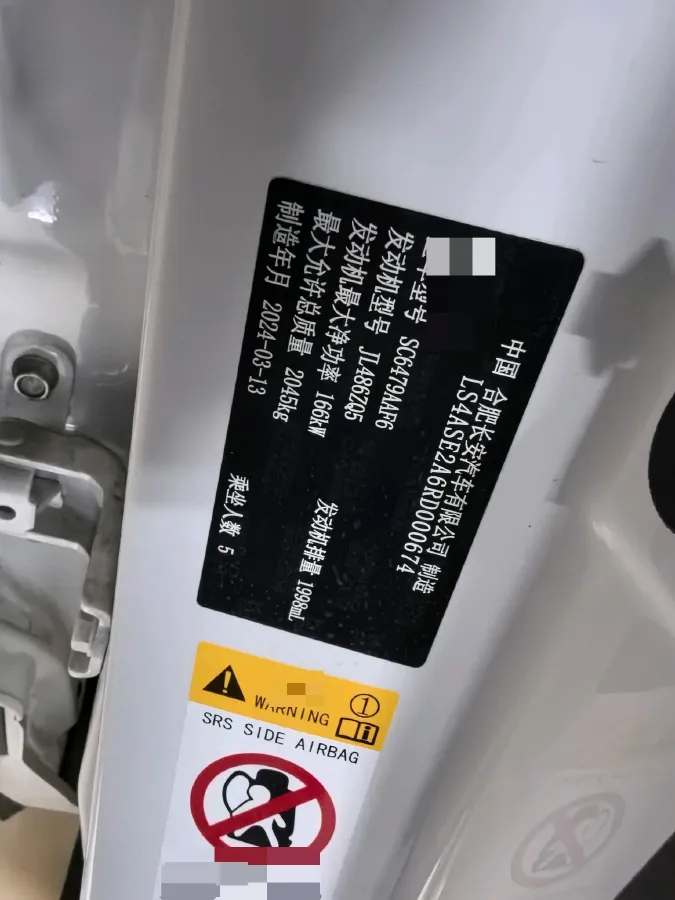 中国 合肥长安汽车有限公司 制造
LS4ASE2A6RD000674
型号 SC6479AAF6
发动机型号 JL486ZQ5 发动机排量 1998mL
发动机最大净功率 166kW
最大允许总质量 2045kg
制造年月 2024-03-13 乘坐人数 5
WARNING ①
SRS SIDE AIRBAG